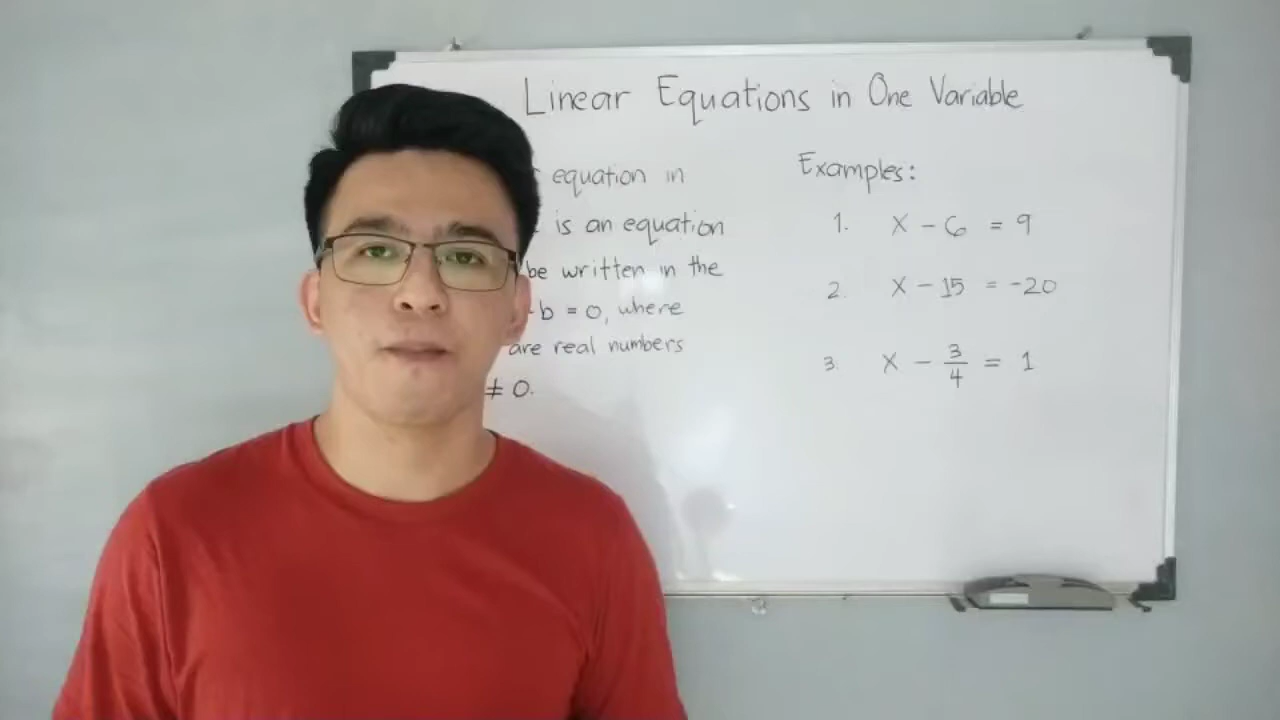 Linear Equations in One Variable
equation in
is an equation
be written in the
b = 0, where
are real numbers
≠ 0.
Examples:
1. x - 6 = 9
2. x - 15 = -20
3. x - 3/4 = 1